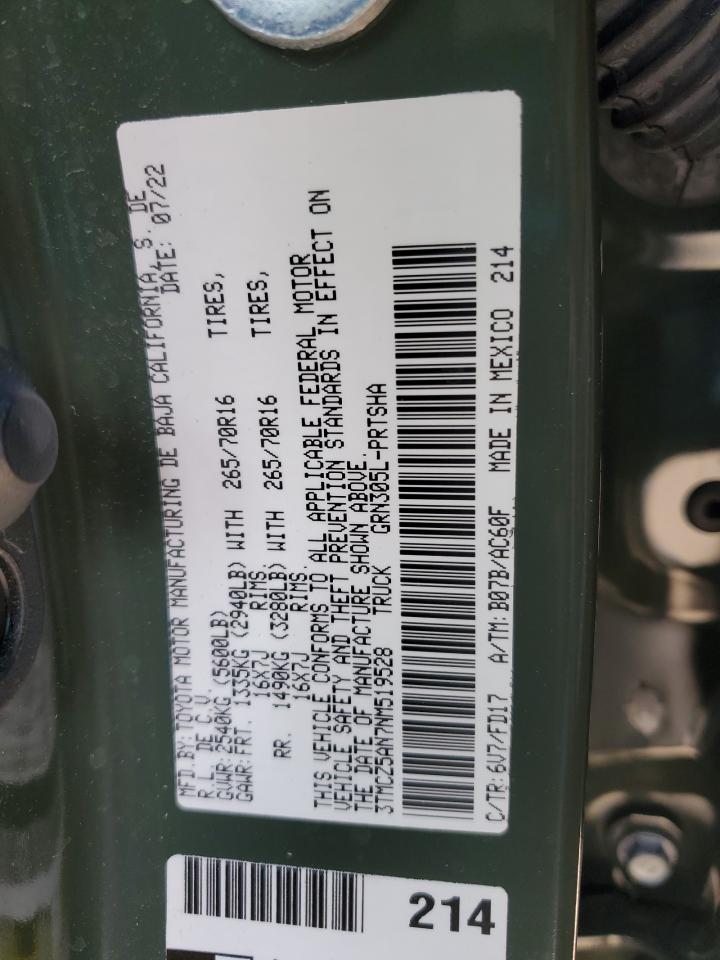 MFD.BY:TOYOTA MOTOR MANUFACTURING DE BAJA CALIFORNIA, S. DE
R.L.DE C.V. DATE: 07/22
GVWR:2540KG (5600LB)
GAWR:FRT. 1335KG (2940LB) WITH 265/70R16 TIRES,
16X7J RIMS.
RR. 1490KG (3280LB) WITH 265/70R16 TIRES,
16X7J RIMS.
THIS VEHICLE CONFORMS TO ALL APPLICABLE FEDERAL MOTOR
VEHICLE SAFETY AND THEFT PREVENTION STANDARDS IN EFFECT ON
THE DATE OF MANUFACTURE SHOWN ABOVE.
3TMCZ5AN7NM519528 TRUCK GRN305L-PRTSHA
C/TR:6V7/FD17 A/TM:B07B/AC60F MADE IN MEXICO 214
214